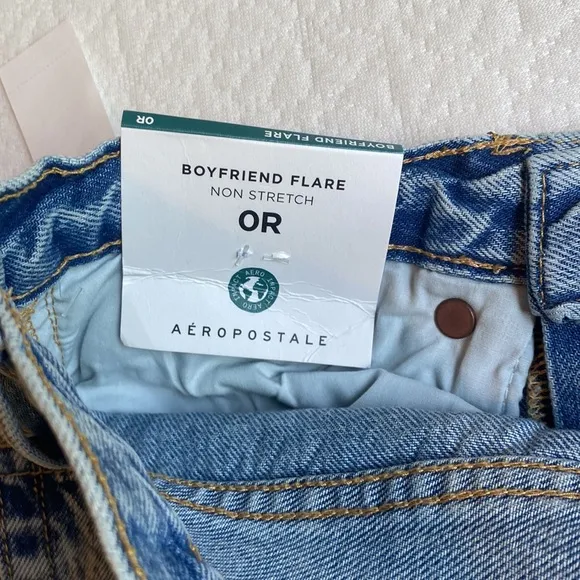 OR BOYFRIEND FLARE
BOYFRIEND FLARE
NON STRETCH
OR
AÉROPOSTALE